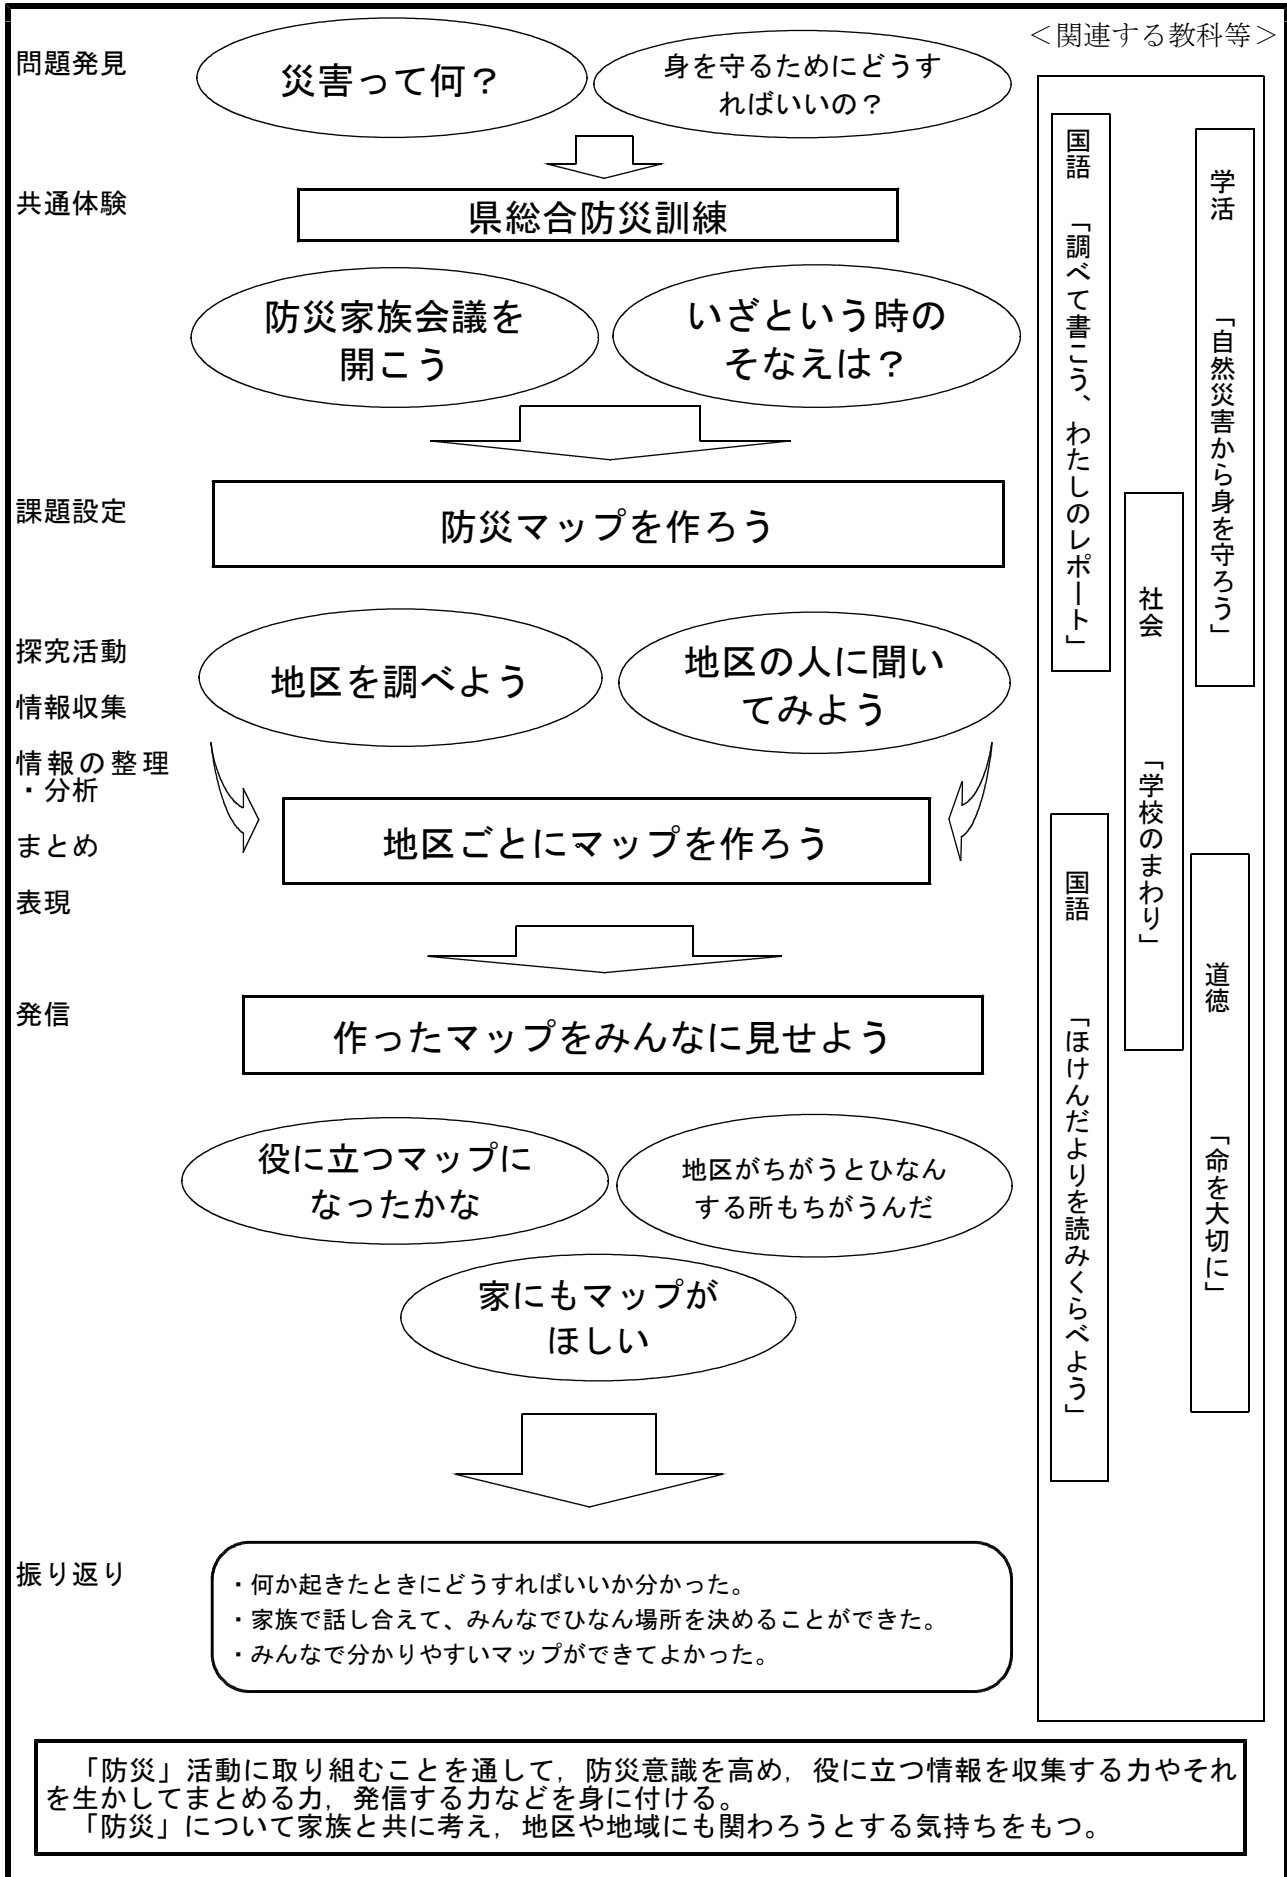 ＜関連する教科等＞
問題発見
災害って何？
身を守るためにどうす
ればいいの？
共通体験
県総合防災訓練
防災家族会議を
開こう
いざという時の
そなえは？
課題設定
防災マップを作ろう
探究活動
情報収集
情報の整理
・分析
まとめ
表現
地区を調べよう
地区の人に聞い
てみよう
地区ごとにマップを作ろう
発信
作ったマップをみんなに見せよう
役に立つマップに
なったかな
地区がちがうとひなん
する所もちがうんだ
家にもマップが
ほしい
振り返り
・何か起きたときにどうすればいいか分かった。
・家族で話し合えて、みんなでひなん場所を決めることができた。
・みんなで分かりやすいマップができてよかった。
学活　「自然災害から身を守ろう」
国語　「調べて書こう、わたしのレポート」
社会　「学校のまわり」
道徳　「命を大切に」
国語　「ほけんだよりを読みくらべよう」
「防災」活動に取り組むことを通して，防災意識を高め，役に立つ情報を収集する力やそれ
を生かしてまとめる力，発信する力などを身に付ける。
「防災」について家族と共に考え，地区や地域にも関わろうとする気持ちをもつ。